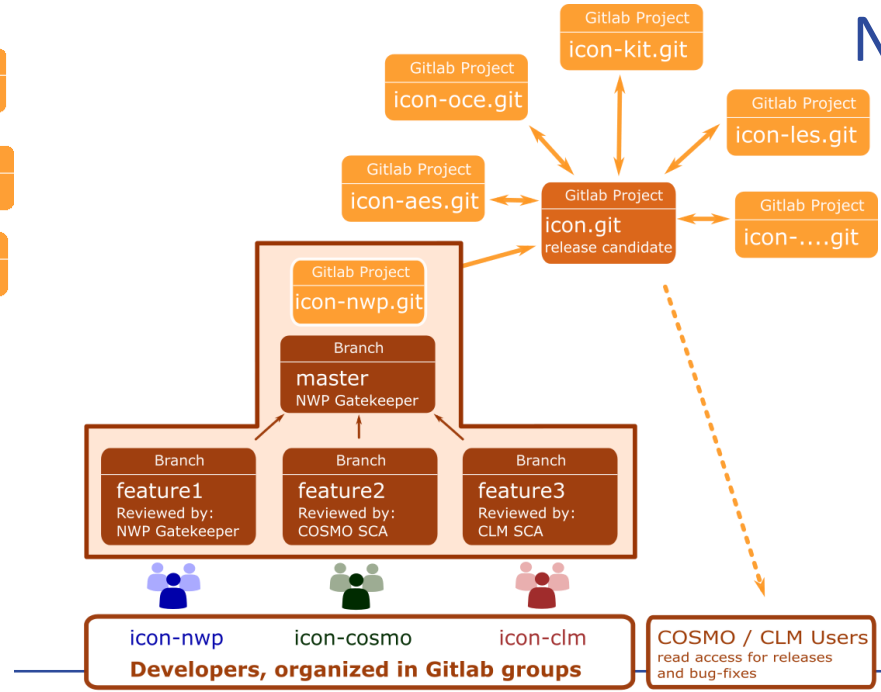 N
Gitlab Project
icon-kit.git
Gitlab Project
icon-oce.git
Gitlab Project
icon-les.git
Gitlab Project
icon-aes.git
Gitlab Project
icon.git
release candidate
Gitlab Project
icon-....git
Gitlab Project
icon-nwp.git
Branch
master
NWP Gatekeeper
Branch
feature1
Reviewed by:
NWP Gatekeeper
Branch
feature2
Reviewed by:
COSMO SCA
Branch
feature3
Reviewed by:
CLM SCA
icon-nwp
icon-cosmo
icon-clm
Developers, organized in Gitlab groups
COSMO / CLM Users
read access for releases
and bug-fixes